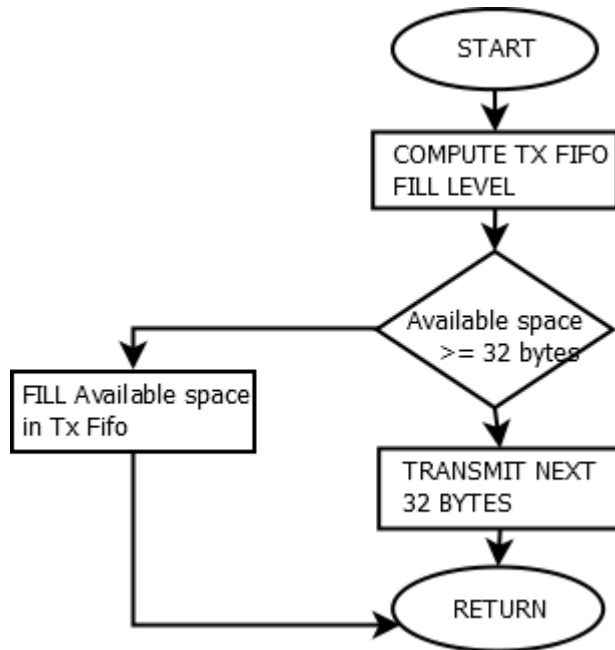 START
COMPUTE TX FIFO
FILL LEVEL
Available space
>= 32 bytes
FILL Available space
in Tx Fifo
TRANSMIT NEXT
32 BYTES
RETURN